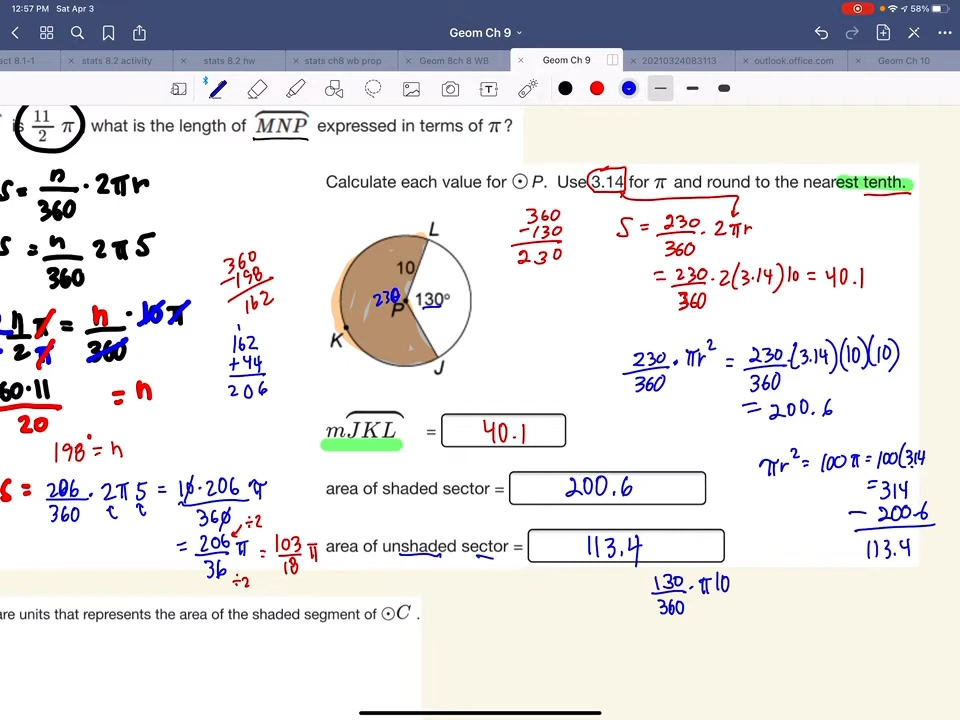 12:57 PM Sat Apr 3
58%
Geom Ch 9
act 8.1-1
stats 8.2 activity
stats 8.2 hw
stats ch8 wb prop
Geom 8ch 8 WB
Geom Ch 9
20210324083113
outlook.office.com
Geom Ch 10
is 11/2 π what is the length of MNP expressed in terms of π?
S = n/360 · 2πr
S = n/360 2π5
π/2 π = n/360 · 10π
60·11/20 = n
198° = n
S = 206/360 · 2π5 = 10·206/360 π
= 206/36 π = 103/18 π
÷2
÷2
360
-198
162
162
+44
206
Calculate each value for ⊙P. Use 3.14 for π and round to the nearest tenth.
L
10
230
P
130°
K
J
360
-130
230
S = 230/360 · 2πr
= 230/360 · 2(3.14)10 = 40.1
230/360 · πr² = 230/360 · (3.14)(10)(10)
= 200.6
mJKL = 40.1
area of shaded sector = 200.6
area of unshaded sector = 113.4
πr² = 100π = 100(3.14
= 314
- 200.6
113.4
130/360 · π10
are units that represents the area of the shaded segment of ⊙C .